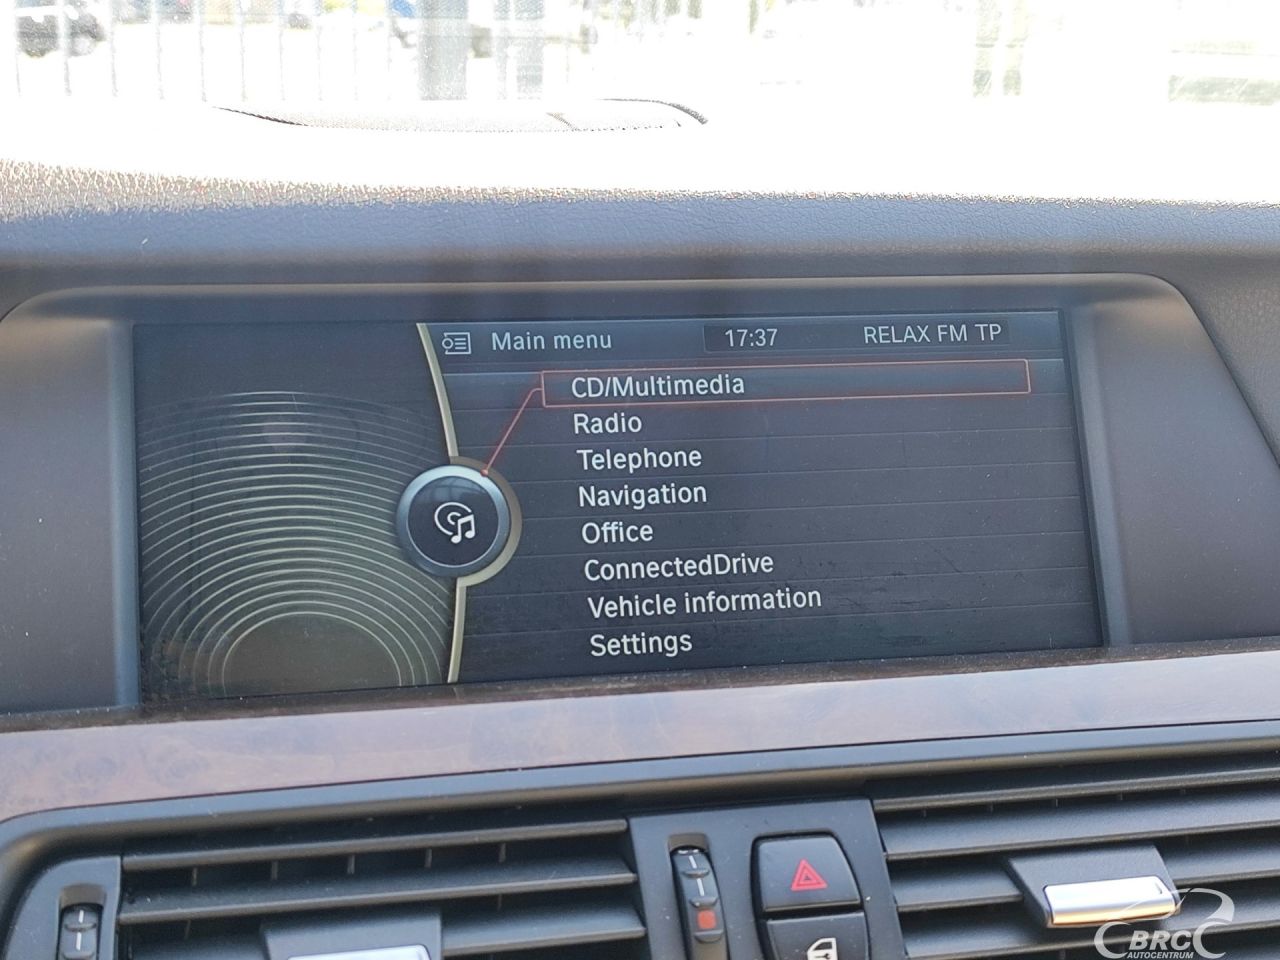 Main menu 17:37 RELAX FM TP
CD/Multimedia
Radio
Telephone
Navigation
Office
ConnectedDrive
Vehicle information
Settings
BRC
AUTOCENTRUM